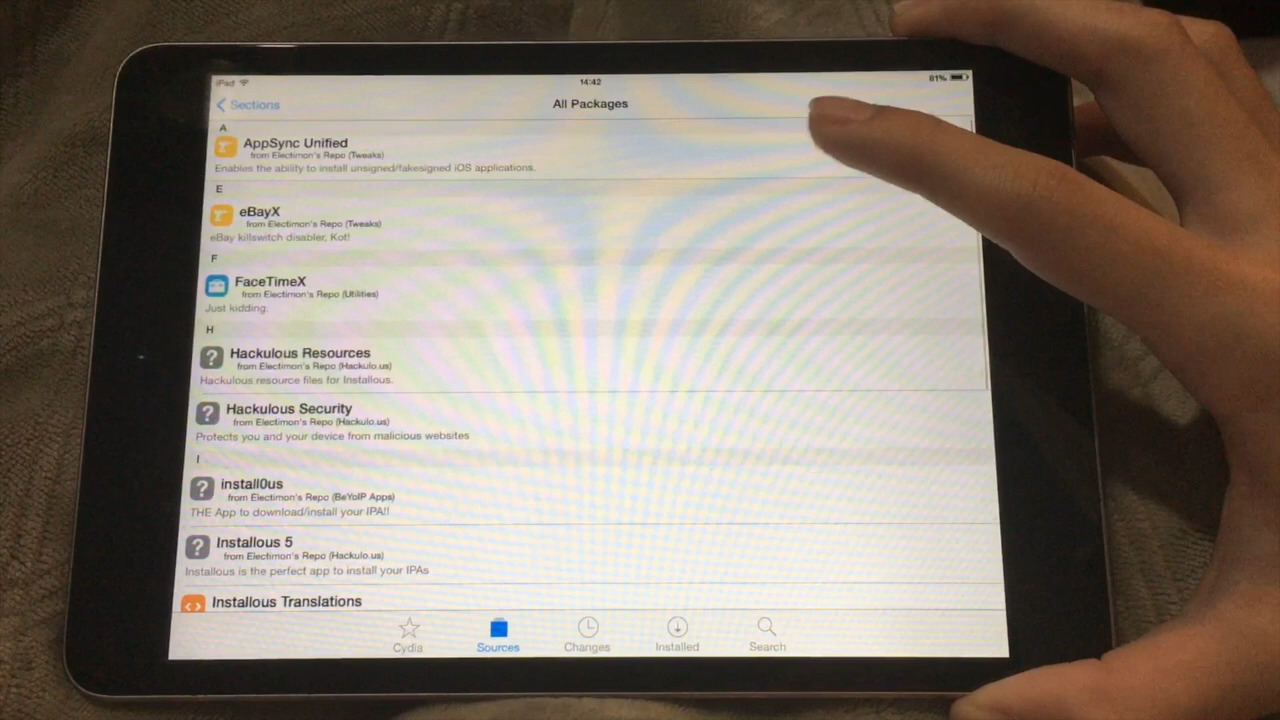 iPad 14:42 81%
Sections All Packages
A
AppSync Unified
from Electimon's Repo (Tweaks)
Enables the ability to install unsigned/fakesigned iOS applications.
E
eBayX
from Electimon's Repo (Tweaks)
eBay killswitch disabler, Kot!
F
FaceTimeX
from Electimon's Repo (Utilities)
Just kidding.
H
Hackulous Resources
from Electimon's Repo (Hackulo.us)
Hackulous resource files for Installous.
Hackulous Security
from Electimon's Repo (Hackulo.us)
Protects you and your device from malicious websites
I
install0us
from Electimon's Repo (BeYoIP Apps)
THE App to download/install your IPA!!
Installous 5
from Electimon's Repo (Hackulo.us)
Installous is the perfect app to install your IPAs
Installous Translations
Cydia Sources Changes Installed Search